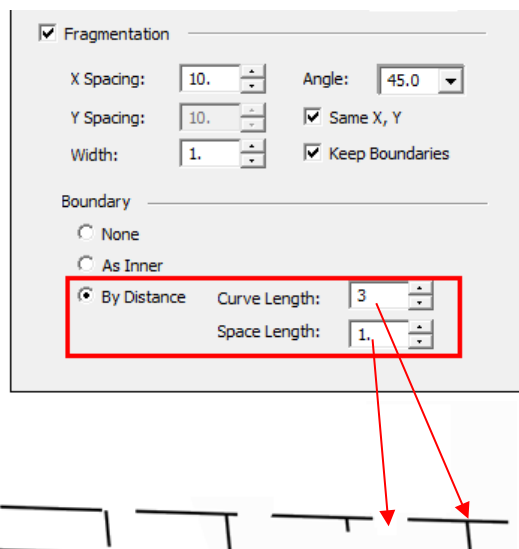 Fragmentation
X Spacing: 10. Angle: 45.0
Y Spacing: 10. Same X, Y
Width: 1. Keep Boundaries
Boundary
None
As Inner
By Distance Curve Length: 3
Space Length: 1.